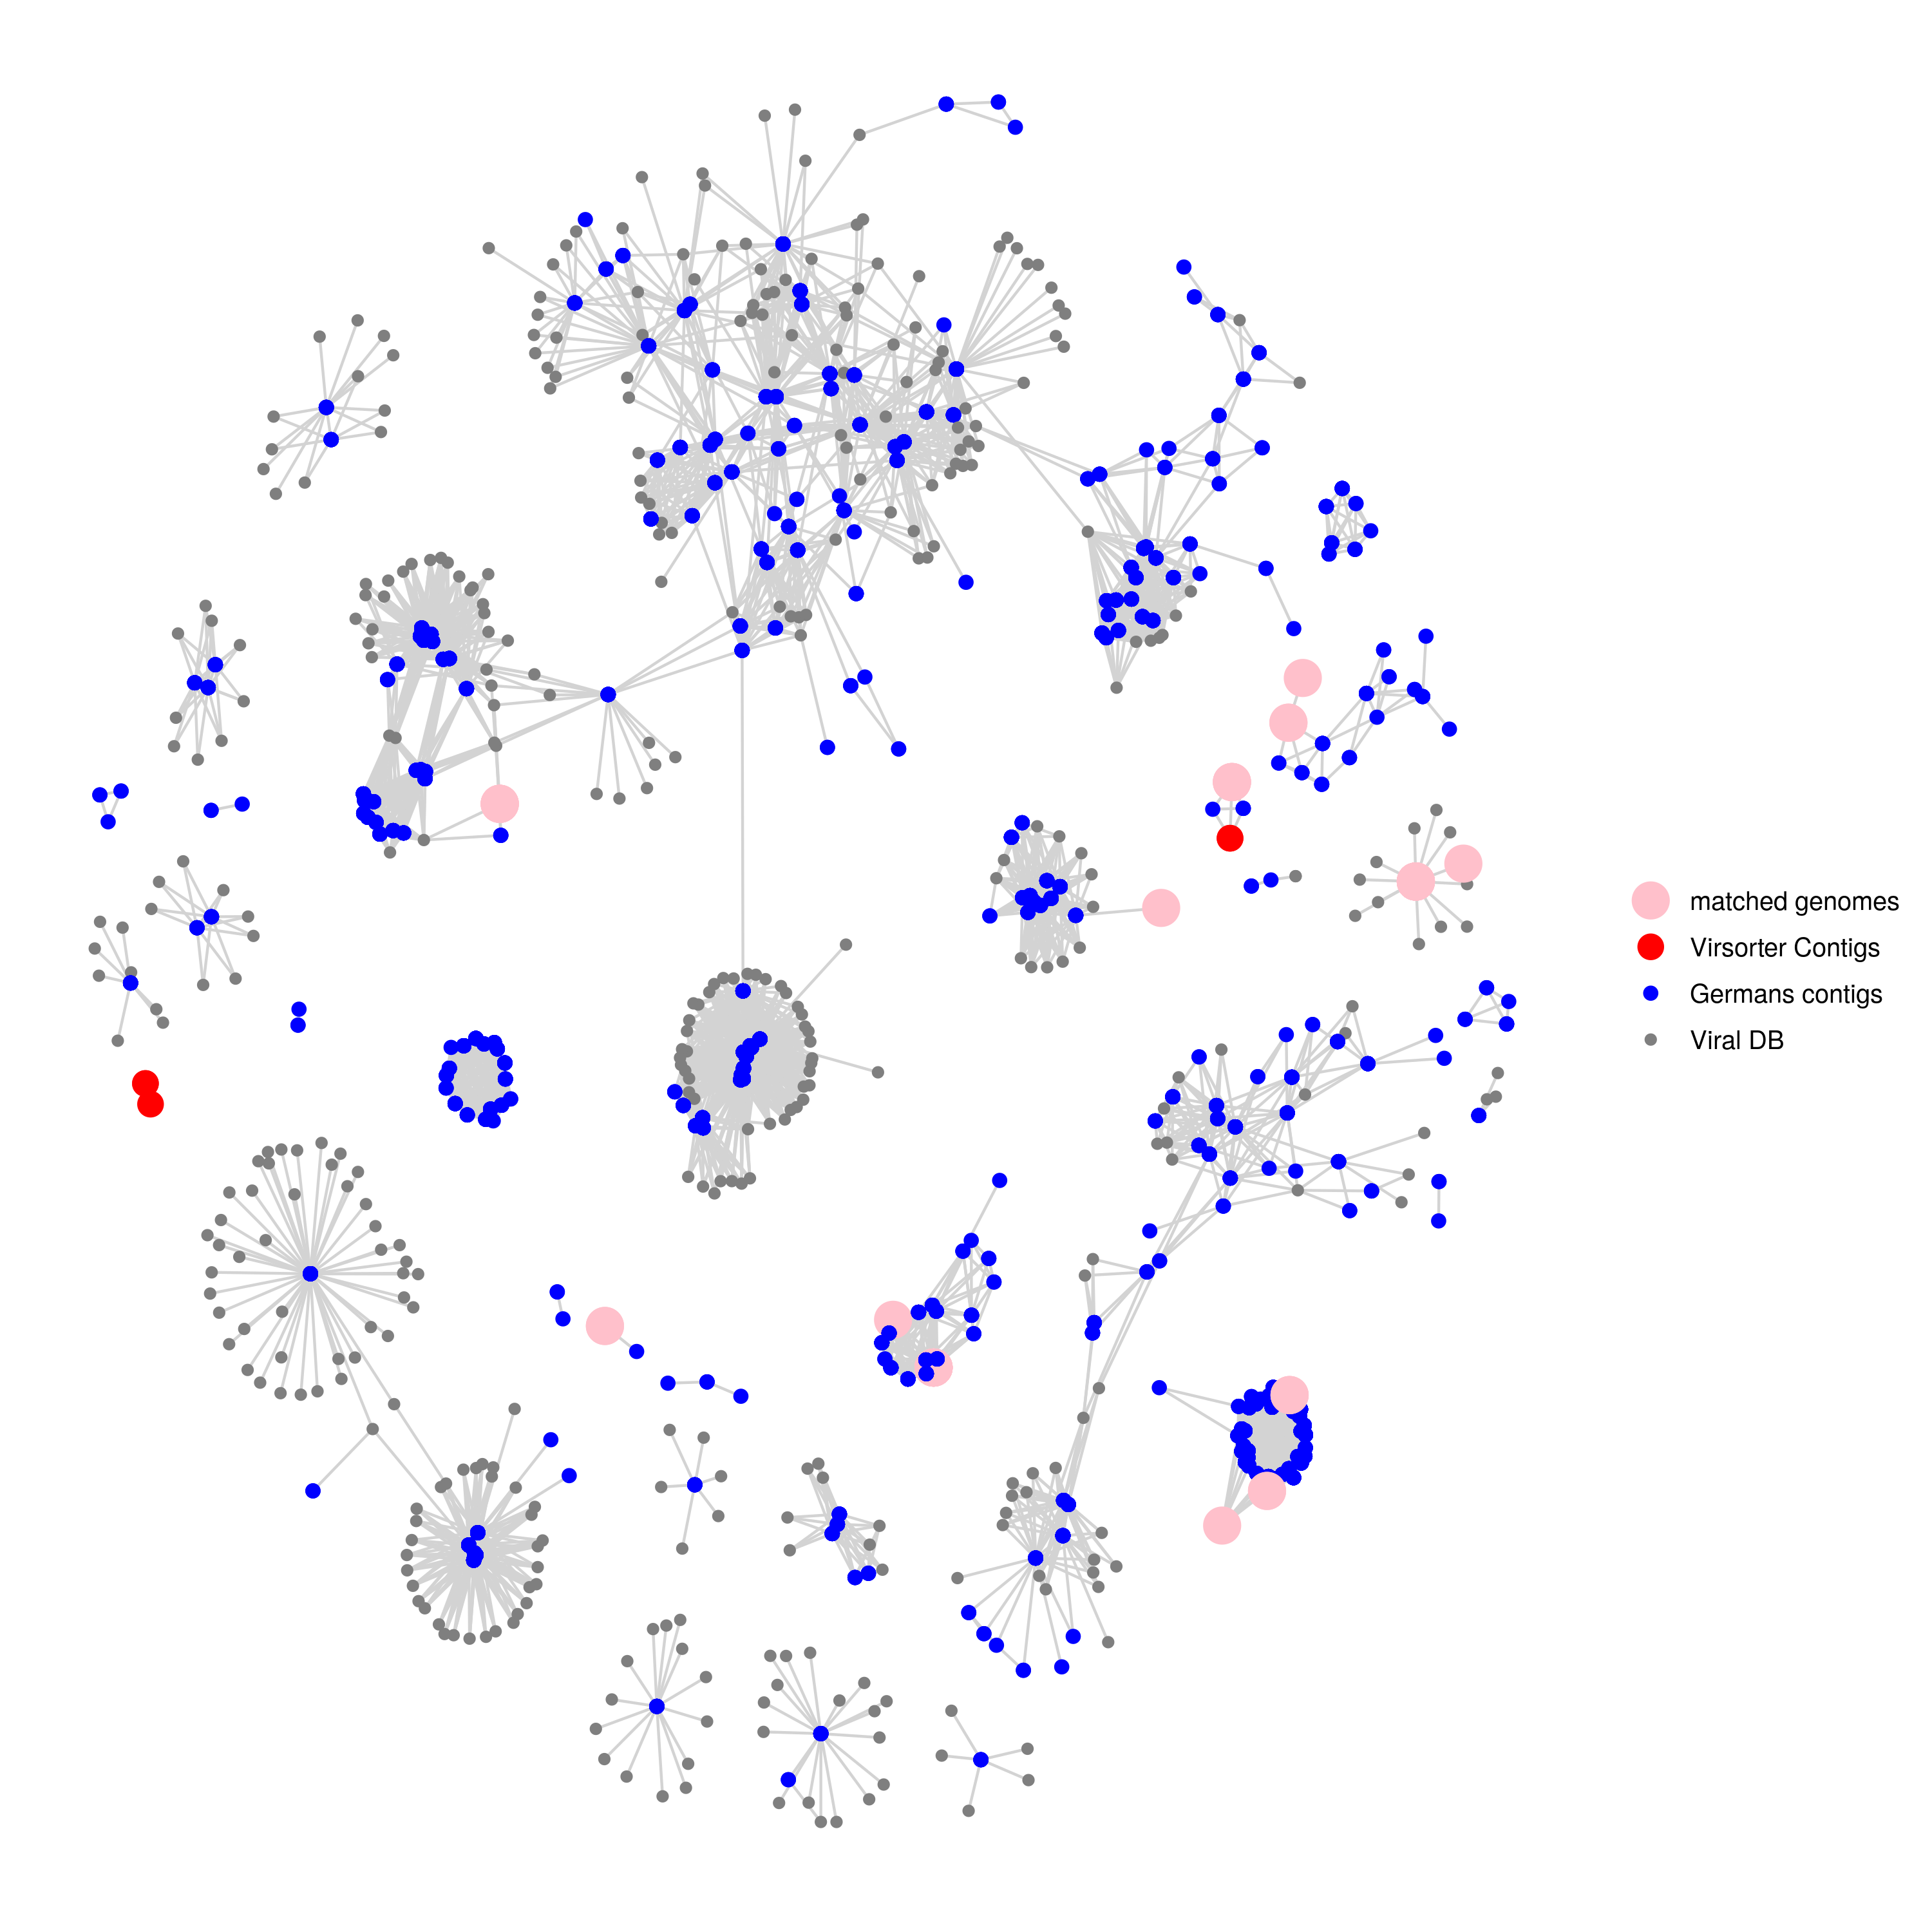 matched genomes
Virsorter Contigs
Germans contigs
Viral DB